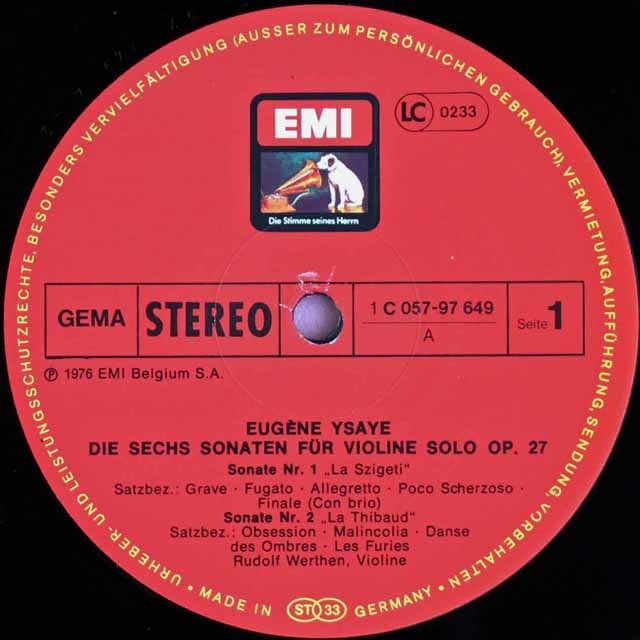 URHEBER- UND LEISTUNGSSCHUTZRECHTE, BESONDERS VERVIELFÄLTIGUNG (AUSSER ZUM PERSÖNLICHEN GEBRAUCH), VERMIETUNG, AUFFÜHRUNG, SENDUNG, VORBEHALTEN •
EMI
LC 0233
Die Stimme seines Herrn
GEMA
STEREO
1 C 057-97 649
A
Seite 1
℗ 1976 EMI Belgium S.A.
EUGÈNE YSAYE
DIE SECHS SONATEN FÜR VIOLINE SOLO OP. 27
Sonate Nr. 1 „La Szigeti“
Satzbez.: Grave · Fugato · Allegretto · Poco Scherzoso ·
Finale (Con brio)
Sonate Nr. 2 „La Thibaud“
Satzbez.: Obsession · Malincolia · Danse
des Ombres · Les Furies
Rudolf Werthen, Violine
• MADE IN ST 33 GERMANY •